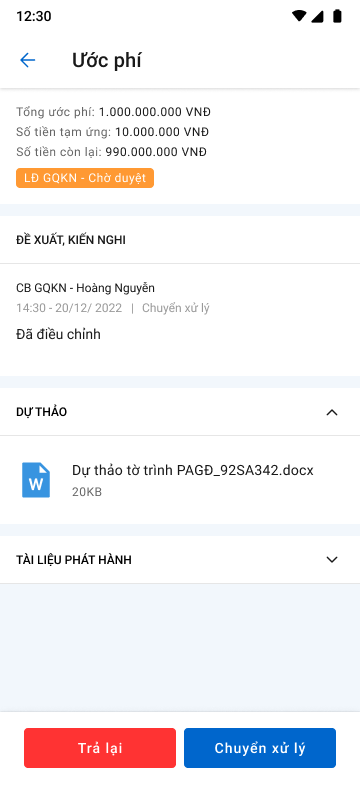 12:30
Ước phí
Tổng ước phí: 1.000.000.000 VNĐ
Số tiền tạm ứng: 10.000.000 VNĐ
Số tiền còn lại: 990.000.000 VNĐ
LĐ GQKN - Chờ duyệt
ĐỀ XUẤT, KIẾN NGHI
CB GQKN - Hoàng Nguyễn
14:30 - 20/12/ 2022 | Chuyển xử lý
Đã điều chỉnh
DỰ THẢO
W
Dự thảo tờ trình PAGĐ_92SA342.docx
20KB
TÀI LIỆU PHÁT HÀNH
Trả lại
Chuyển xử lý